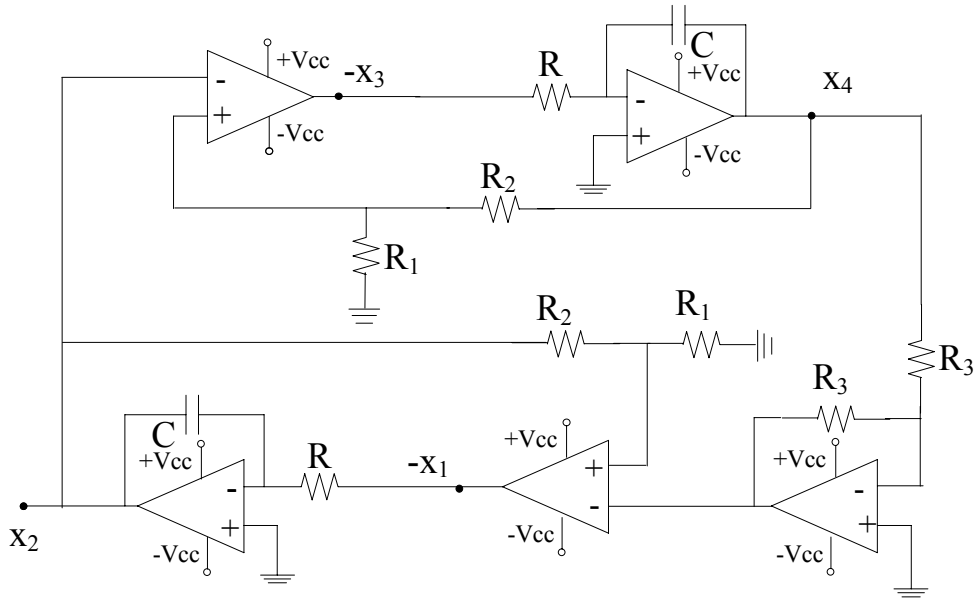 C
+Vcc
-x3
R
+Vcc
x4
-
-
+
+
-Vcc
-Vcc
R2
R1
R2
R1
R3
R3
C
+Vcc
+Vcc
+Vcc
R
-x1
-
+
-
+
-
+
x2
-Vcc
-Vcc
-Vcc